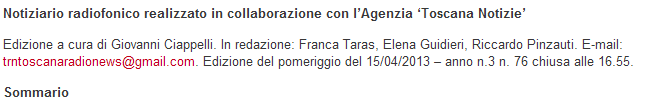 Notiziario radiofonico realizzato in collaborazione con l'Agenzia ‘Toscana Notizie’
Edizione a cura di Giovanni Ciappelli. In redazione: Franca Taras, Elena Guidieri, Riccardo Pinzauti. E-mail:
trntoscanaradionews@gmail.com. Edizione del pomeriggio del 15/04/2013 – anno n.3 n. 76 chiusa alle 16.55.
Sommario